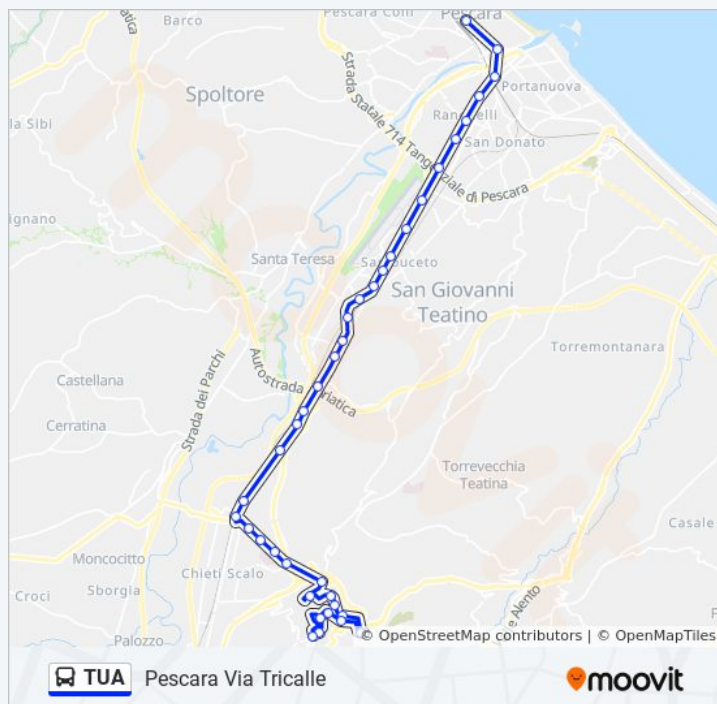 Pescara Colli
Pescara
Barco
Spoltore
Portanuova
la Sibi
Rancitelli
San Donato
Strada Statale 714 Tangenziale di Pescara
Santa Teresa
San Giovanni
Teatino
Torremontanara
Castellana
Cerratina
Strada dei Parchi
Autostrada Adriatica
Torrevecchia
Teatina
Casale
Moncocitto
Chieti Scalo
Sborgia
Croci
Palozzo
e Alento
© OpenStreetMap contributors | © OpenMapTiles
TUA
Pescara Via Tricalle
moovit